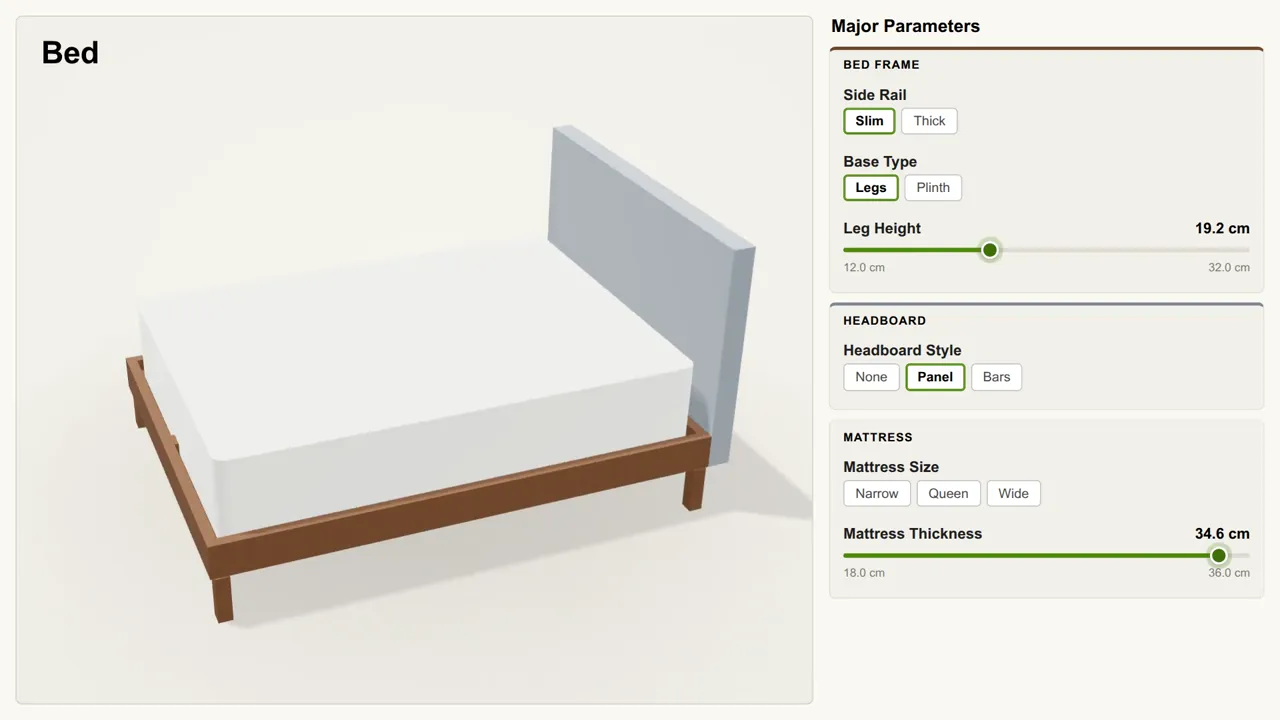 Bed
Major Parameters
BED FRAME
Side Rail
Slim Thick
Base Type
Legs Plinth
Leg Height 19.2 cm
12.0 cm 32.0 cm
HEADBOARD
Headboard Style
None Panel Bars
MATTRESS
Mattress Size
Narrow Queen Wide
Mattress Thickness 34.6 cm
18.0 cm 36.0 cm